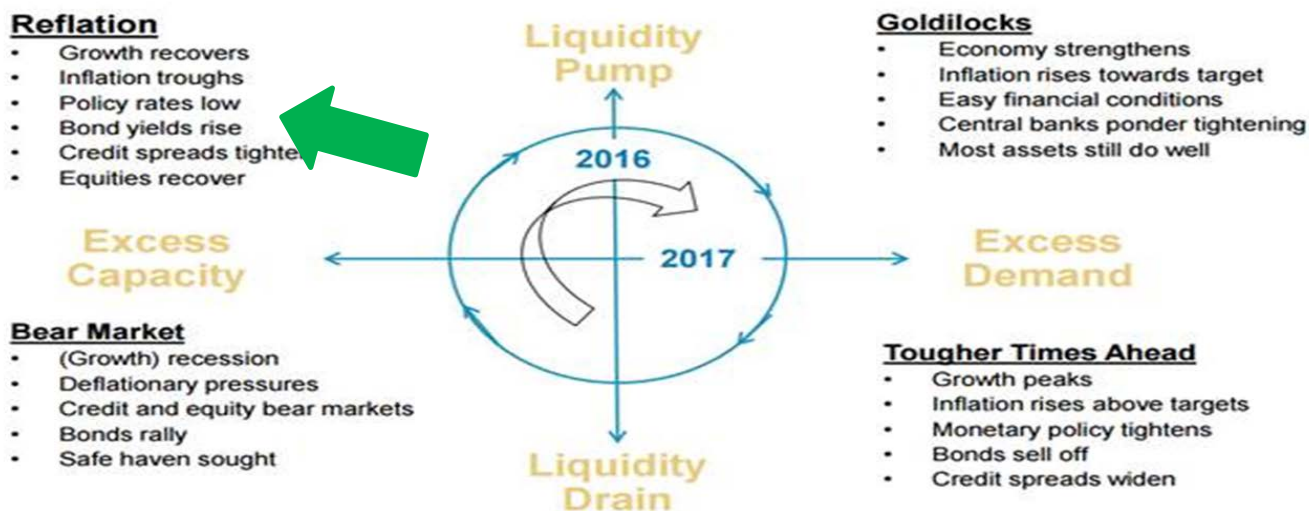 Reflation
• Growth recovers
• Inflation troughs
• Policy rates low
• Bond yields rise
• Credit spreads
• Equities recover
Liquidity
Pump
Goldilocks
• Economy strengthens
• Inflation rises towards target
• Easy financial conditions
• Central banks ponder tightening
• Most assets still do well
2016
Excess
Capacity
2017
Excess
Demand
Bear Market
• (Growth) recession
• Deflationary pressures
• Credit and equity bear markets
• Bonds rally
• Safe haven sought
Tougher Times Ahead
• Growth peaks
• Inflation rises above targets
• Monetary policy tightens
• Bonds sell off
• Credit spreads widen
Liquidity
Drain